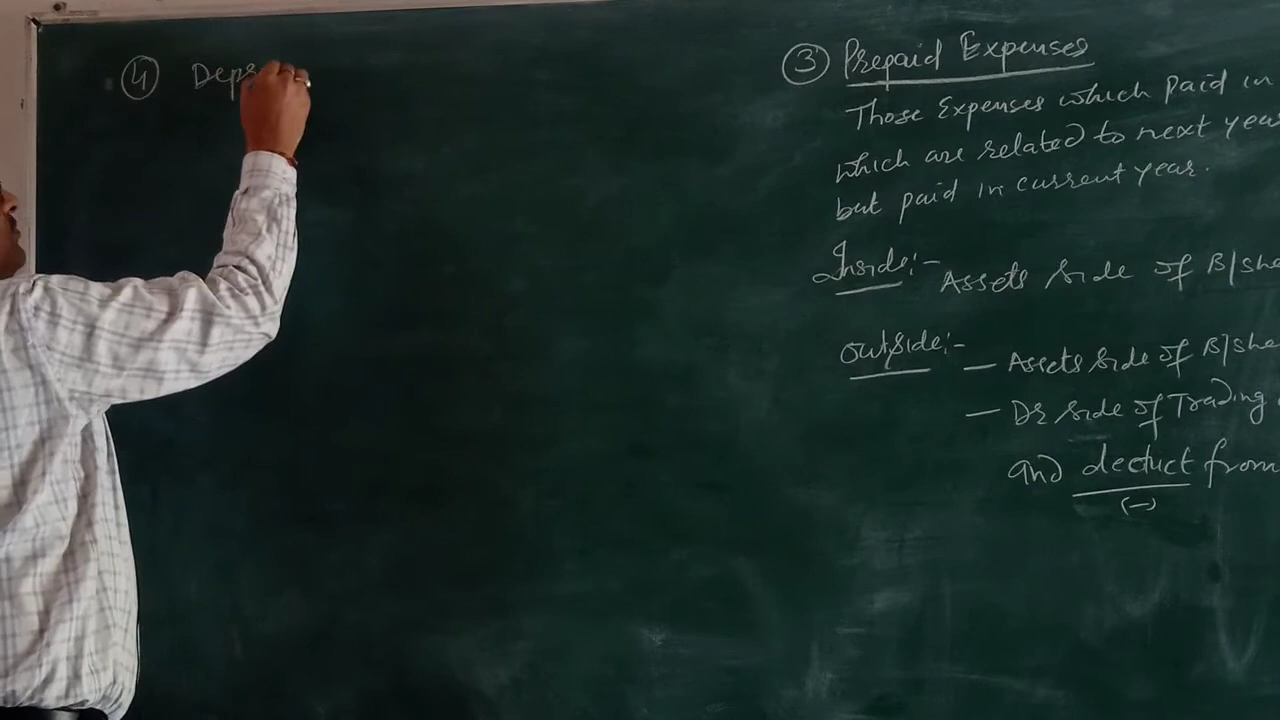 ④ Depr
③ Prepaid Expenses
Those Expenses which paid in
which are related to next year
but paid in current year.
Inside:- Assets side of B/she
outside:- - Assets side of B/she
- Dr side of Trading
and deduct from
(-)